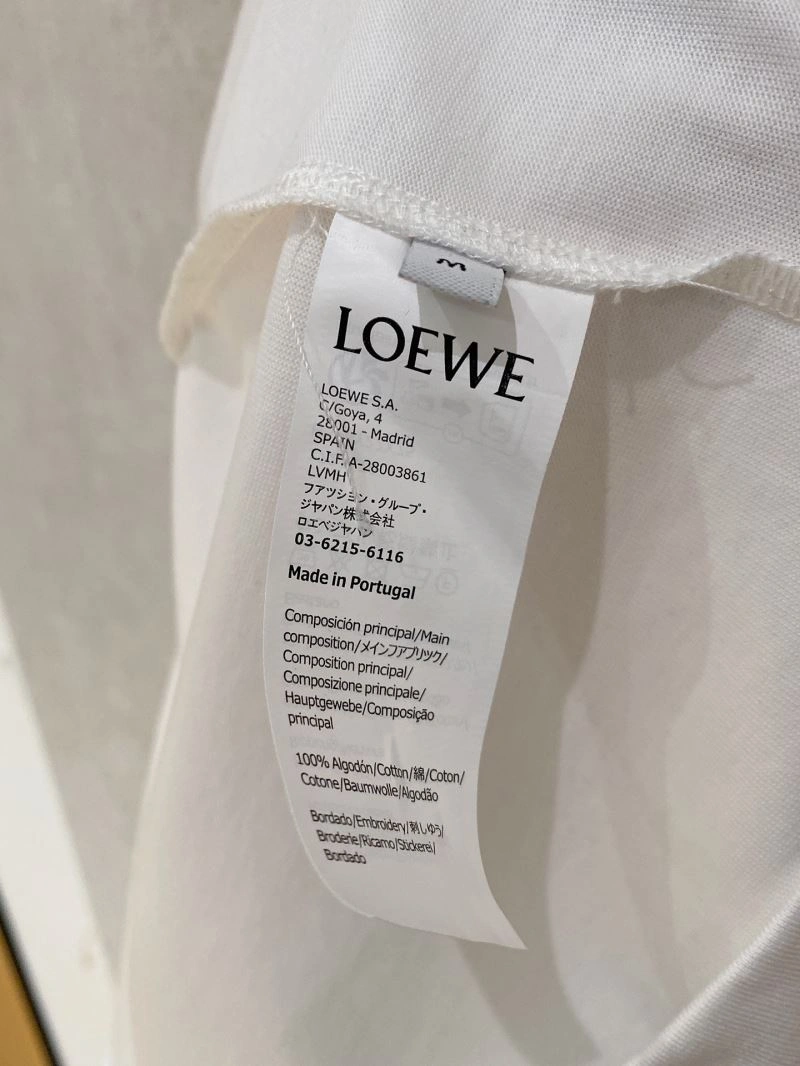 M
LOEWE
LOEWE S.A.
C/Goya, 4
28001 - Madrid
SPAIN
C.I.F. A-28003861
LVMH
ファッション・グループ・
ジャパン株式会社
ロエベジャパン
03-6215-6116
Made in Portugal
Composición principal/Main
composition/メインファブリック/
Composition principal/
Composizione principale/
Hauptgewebe/Composição
principal
100% Algodón/Cotton/綿/Coton/
Cotone/Baumwolle/Algodão
Bordado/Embroidery/刺しゅう/
Broderie/Ricamo/Stickerei/
Bordado